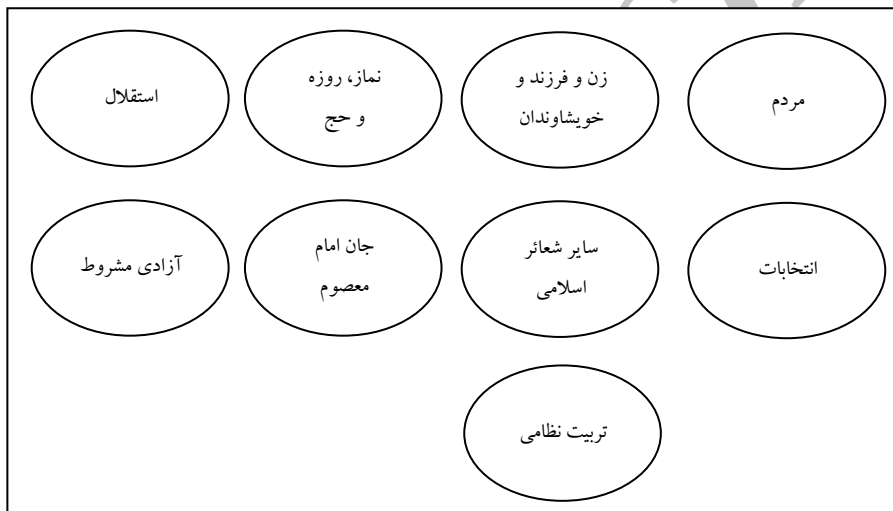 مردم
زن و فرزند و
خویشاوندان
نماز، روزه
و حج
استقلال
انتخابات
سایر شعائر
اسلامی
جان امام
معصوم
آزادی مشروط
تربیت نظامی